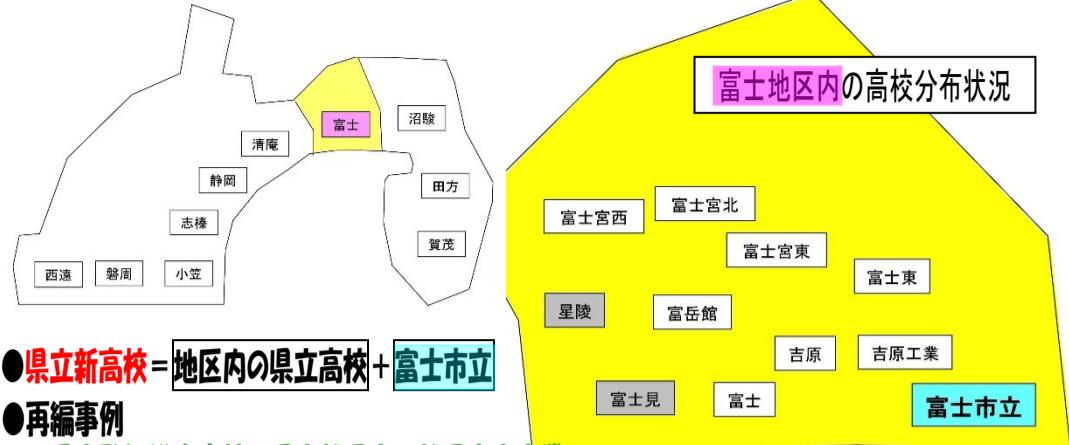 富士
沼駿
清庵
静岡
田方
志榛
賀茂
西遠
磐周
小笠
●県立新高校=地区内の県立高校+富士市立
●再編事例
富士地区内の高校分布状況
富士宮西
富士宮北
富士宮東
富士東
星陵
富岳館
吉原
吉原工業
富士見
富士
富士市立